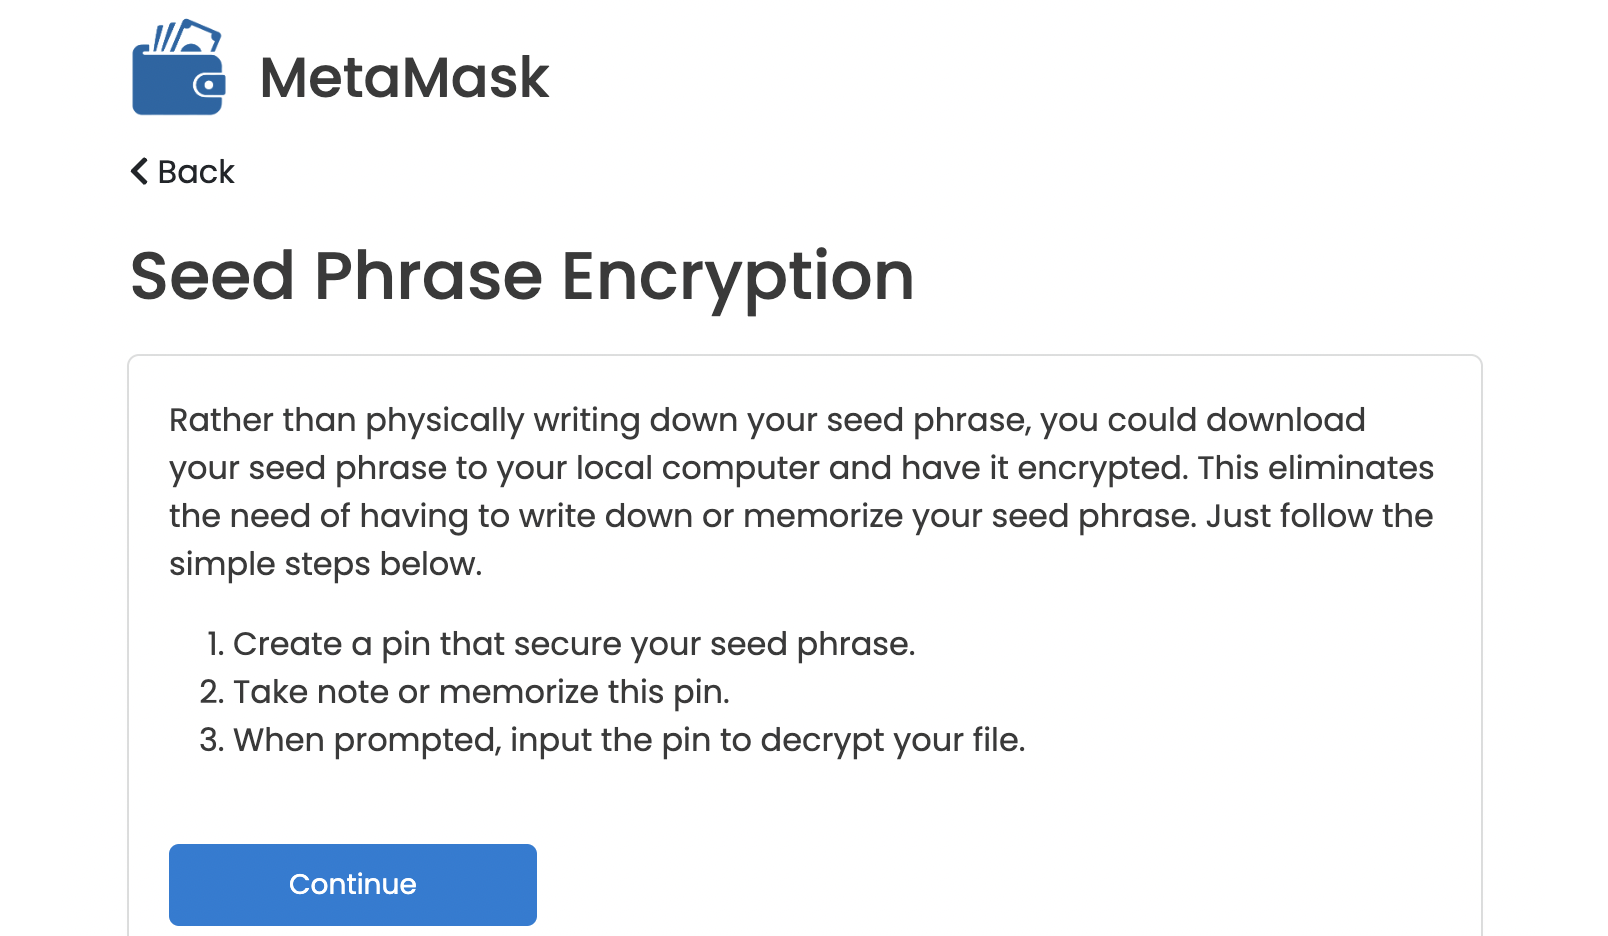 MetaMask
Back
Seed Phrase Encryption
Rather than physically writing down your seed phrase, you could download
your seed phrase to your local computer and have it encrypted. This eliminates
the need of having to write down or memorize your seed phrase. Just follow the
simple steps below.
1. Create a pin that secure your seed phrase.
2. Take note or memorize this pin.
3. When prompted, input the pin to decrypt your file.
Continue